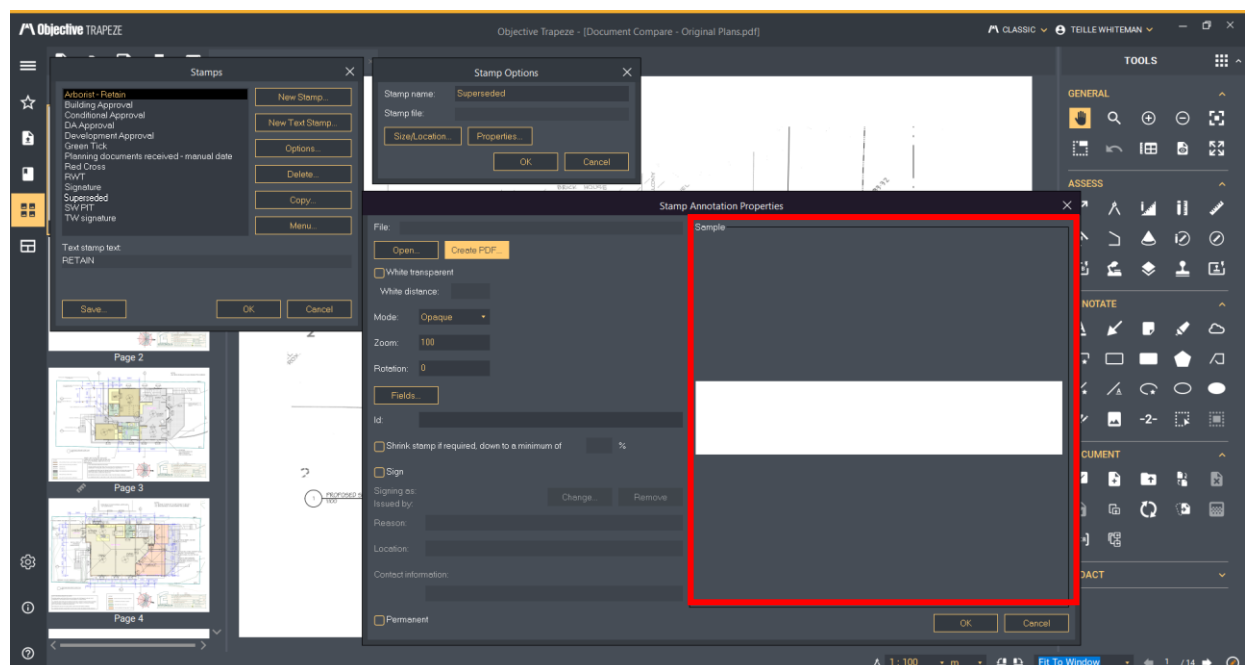 Objective TRAPEZE
Objective Trapeze - [Document Compare - Original Plans.pdf]
CLASSIC
TEILLE WHITEMAN
Stamps
Arborist - Retain
Building Approval
Conditional Approval
DA Approval
Development Approval
Green Tick
Planning documents received - manual date
Red Cross
RWT
Signature
Superseded
SW PIT
TW signature
New Stamp...
New Text Stamp...
Options...
Delete...
Copy...
Menu...
Text stamp text:
RETAIN
Save...
OK
Cancel
Stamp Options
Stamp name: Superseded
Stamp file:
Size/Location...
Properties...
OK
Cancel
Stamp Annotation Properties
File:
Open...
Create PDF...
White transparent
White distance:
Mode: Opaque
Zoom: 100
Rotation: 0
Fields...
Id:
Shrink stamp if required, down to a minimum of %
Sign
Signing as:
Issued by:
Change...
Remove
Reason:
Location:
Contact information:
Permanent
Sample
OK
Cancel
Page 2
Page 3
Page 4
1
TOOLS
GENERAL
ASSESS
NOTATE
-2-
CUMENT
DACT
1 : 100
m
Fit To Window
1 /14